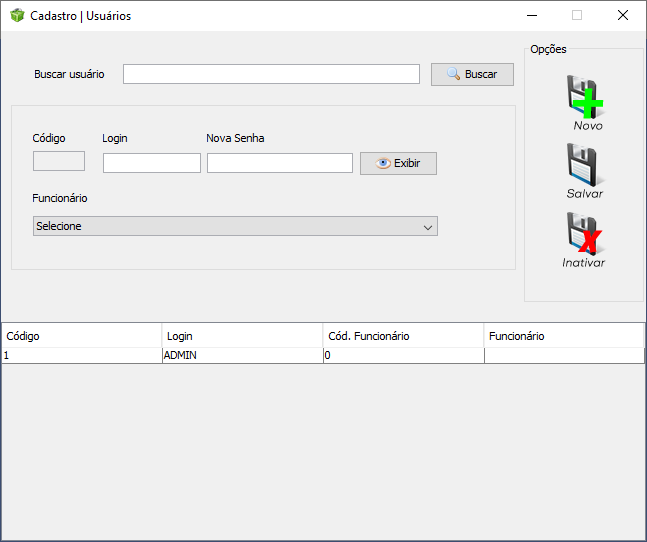 Cadastro | Usuários
Opções
Buscar usuário
Buscar
Novo
Código Login Nova Senha
Exibir
Salvar
Funcionário
Selecione
Inativar
Código Login Cód. Funcionário Funcionário
1 ADMIN 0